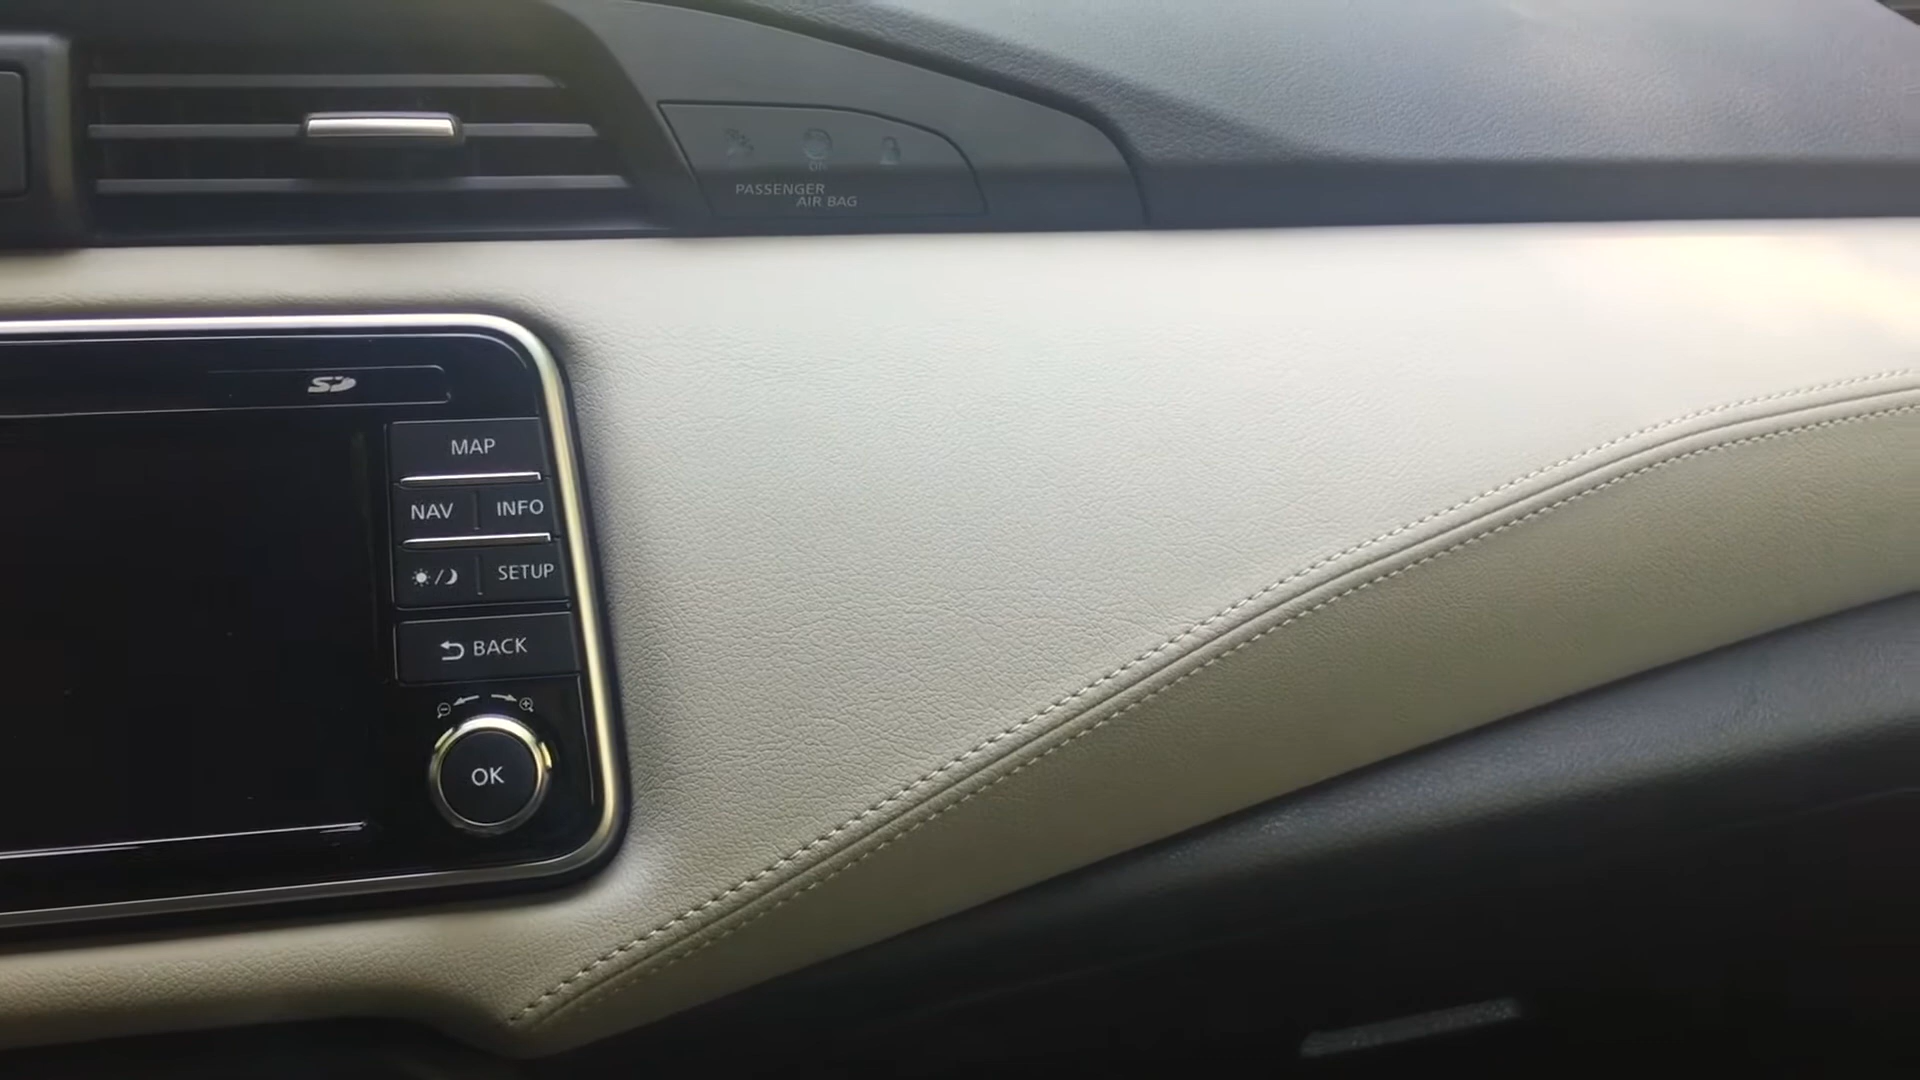 PASSENGER
AIR BAG
SD
MAP
NAV INFO
SETUP
BACK
OK